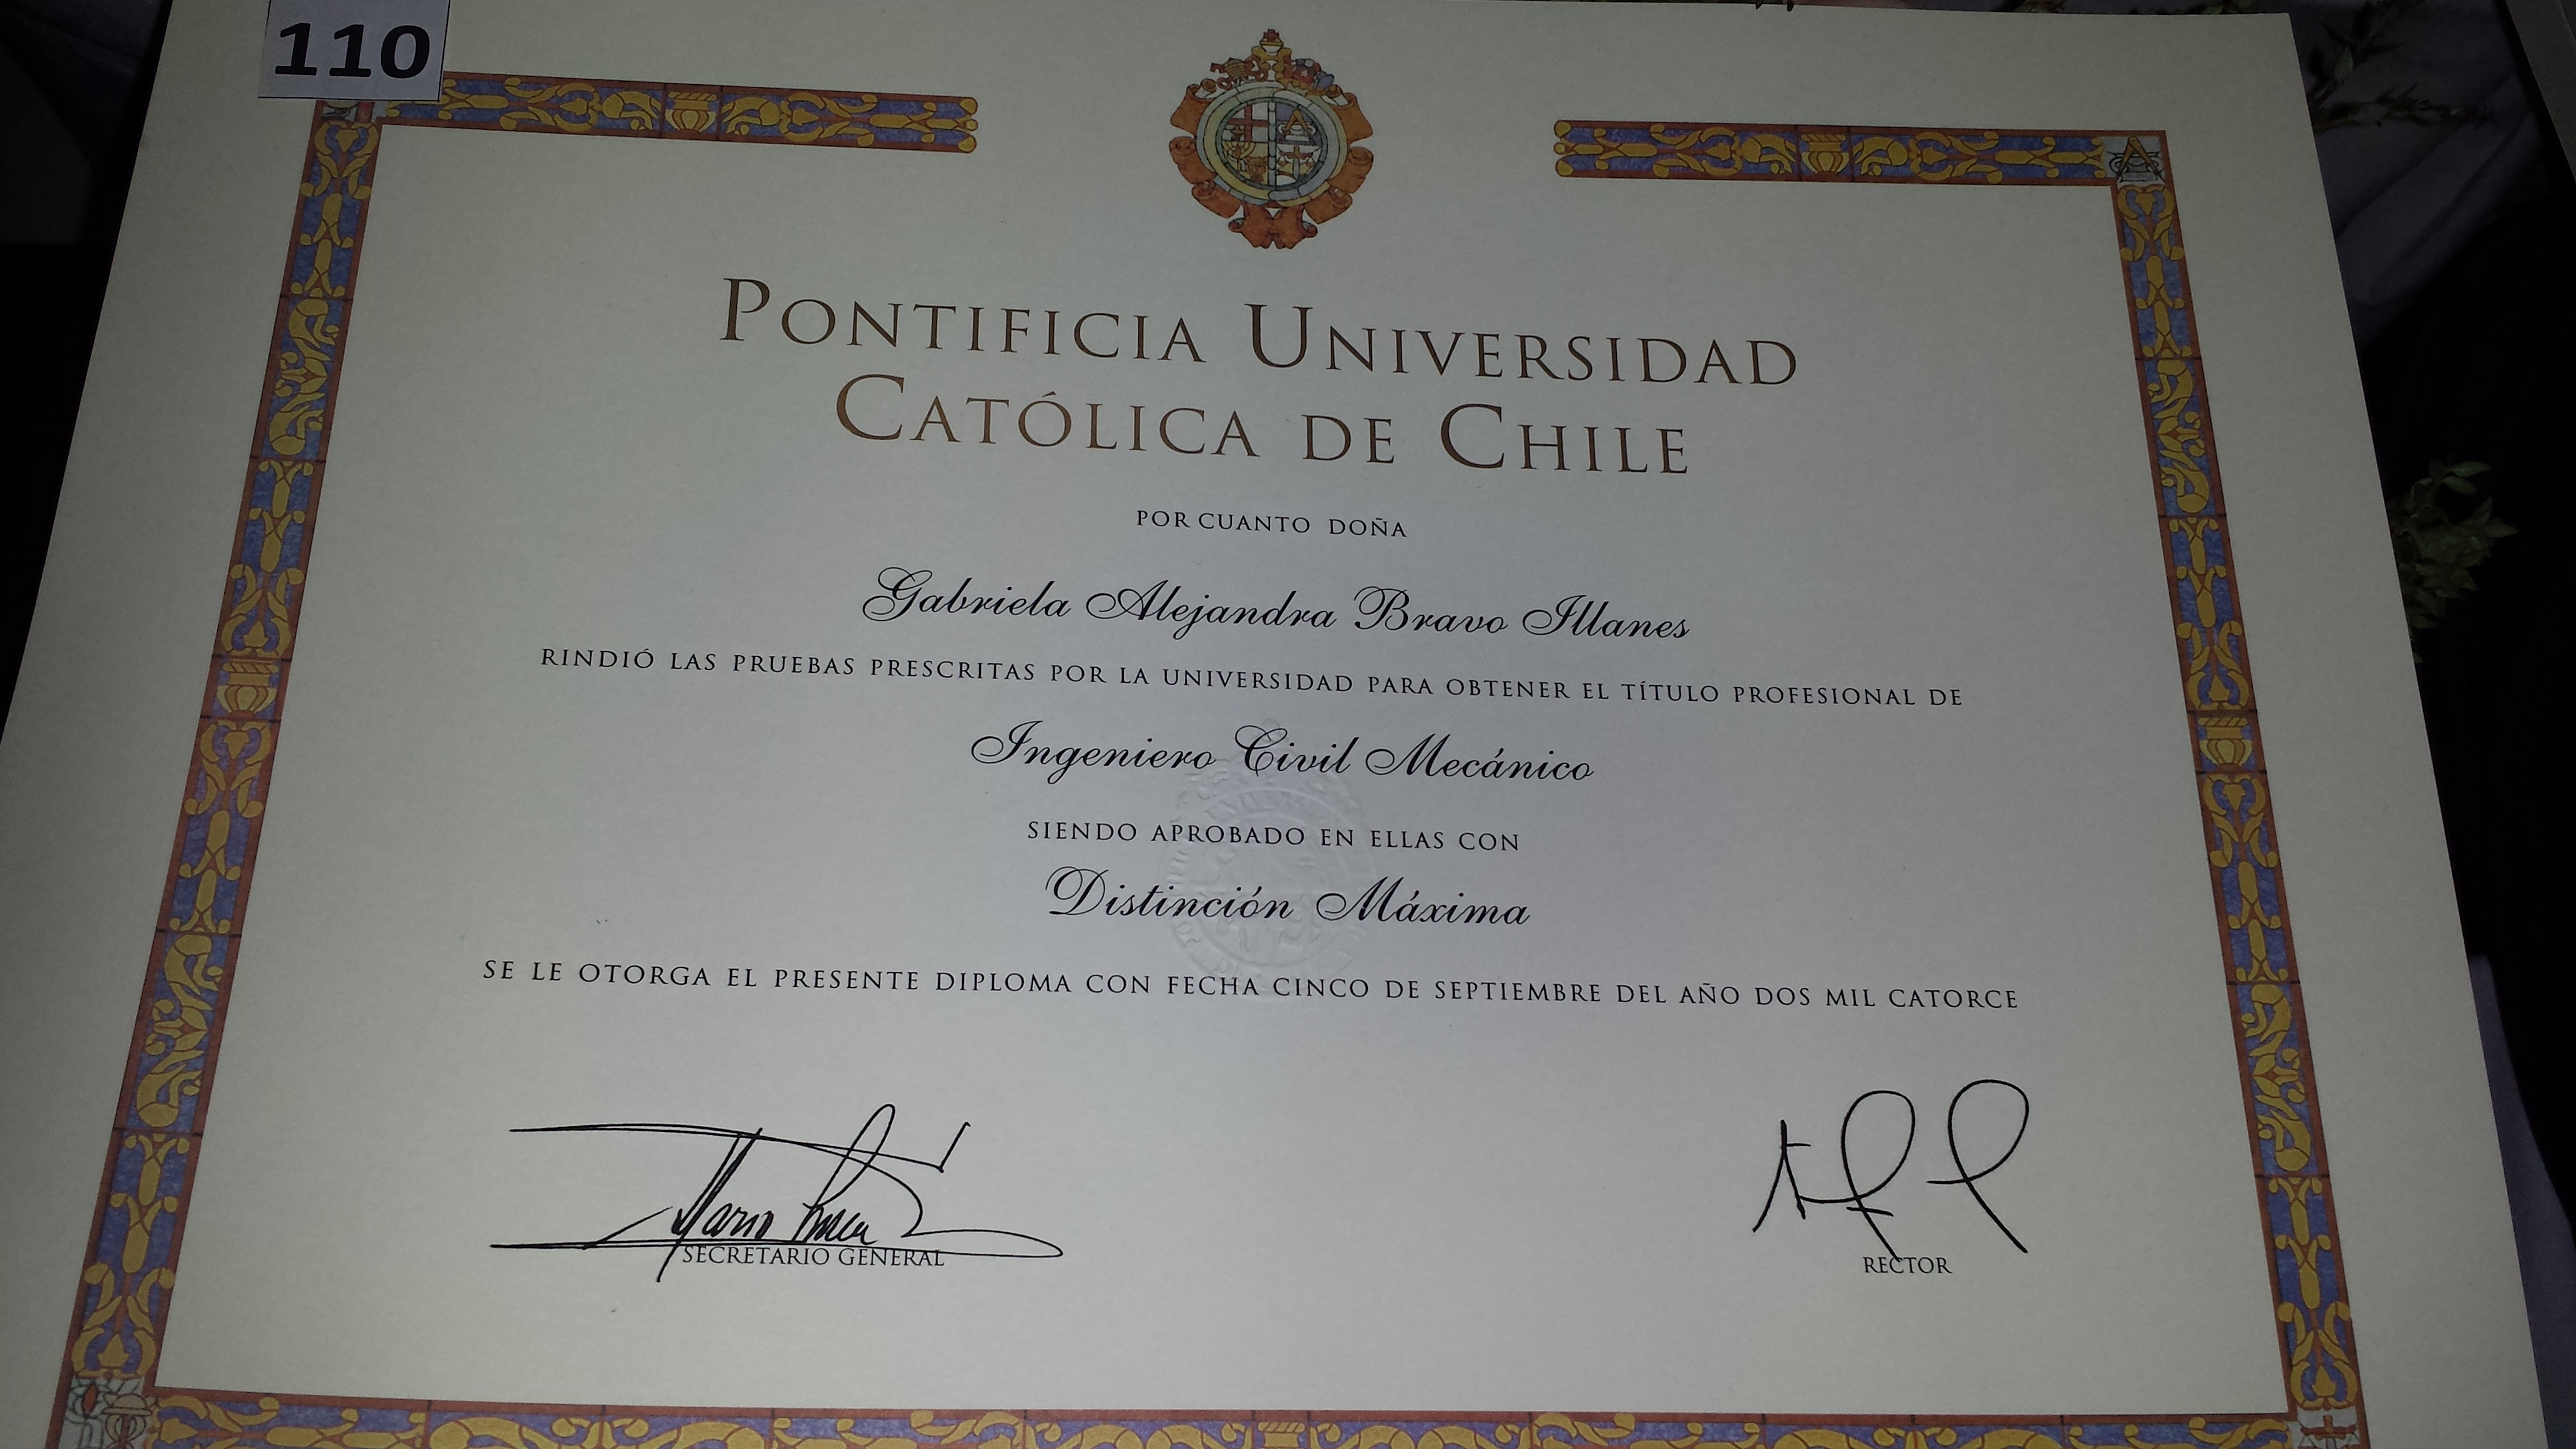 110
PONTIFICIA UNIVERSIDAD
CATÓLICA DE CHILE
POR CUANTO DOÑA
Gabriela Alejandra Bravo Illanes
RINDIÓ LAS PRUEBAS PRESCRITAS POR LA UNIVERSIDAD PARA OBTENER EL TÍTULO PROFESIONAL DE
Ingeniero Civil Mecánico
SIENDO APROBADO EN ELLAS CON
Distinción Máxima
SE LE OTORGA EL PRESENTE DIPLOMA CON FECHA CINCO DE SEPTIEMBRE DEL AÑO DOS MIL CATORCE
SECRETARIO GENERAL
RECTOR